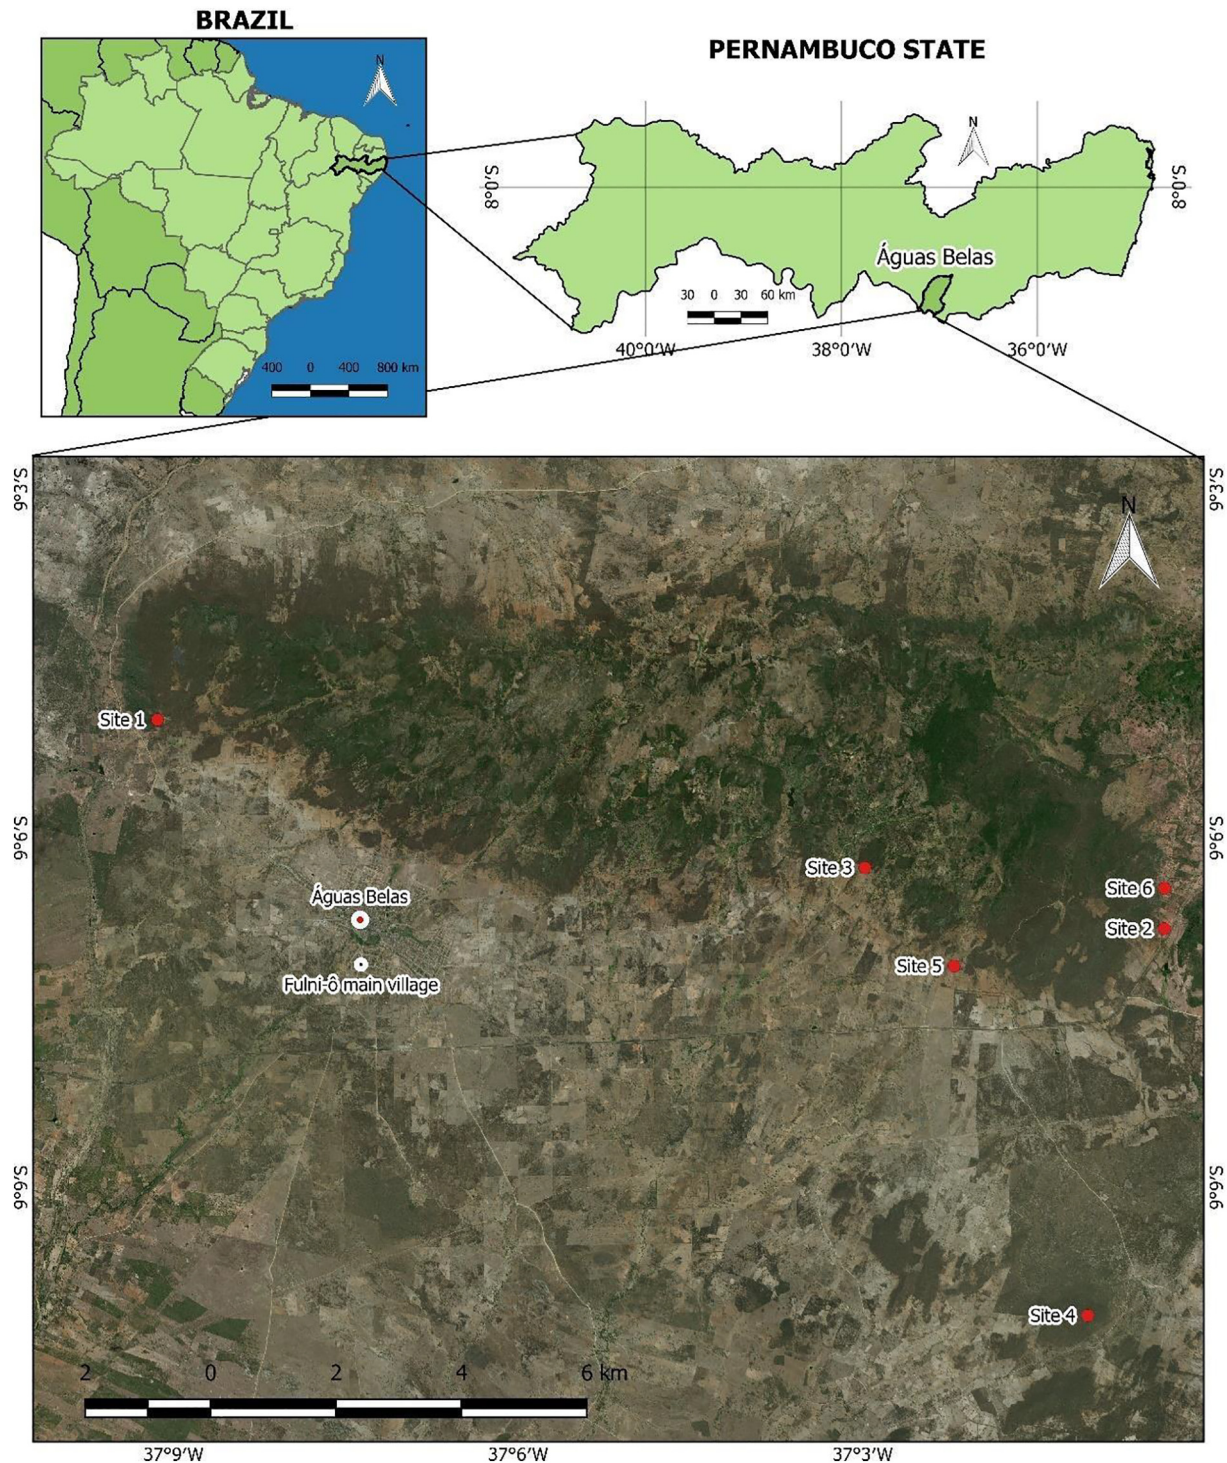 BRAZIL
N
400 0 400 800 km
PERNAMBUCO STATE
N
8°0'S
8°0'S
Águas Belas
30 0 30 60 km
40°0'W
38°0'W
36°0'W
9°3'S
9°3'S
N
Site 1
9°6'S
9°6'S
Site 3
Site 6
Águas Belas
Site 2
Site 5
Fulni-ô main village
9°9'S
9°9'S
Site 4
2 0 2 4 6 km
37°9'W
37°6'W
37°3'W